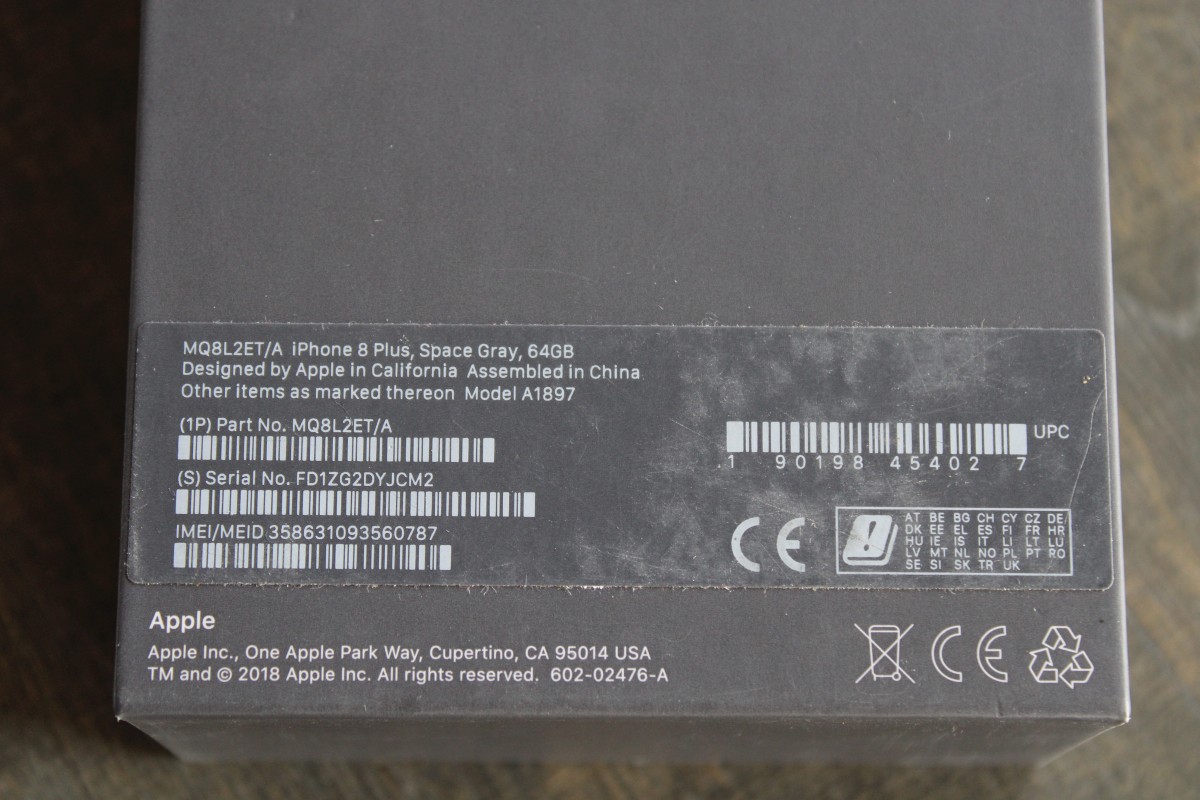 MQ8L2ET/A iPhone 8 Plus, Space Gray, 64GB
Designed by Apple in California Assembled in China
Other items as marked thereon Model A1897
(1P) Part No. MQ8L2ET/A
(S) Serial No. FD1ZG2DYJCM2
IMEI/MEID 358631093560787
UPC
1 90198 45402 7
CE
AT BE BG CH CY CZ DE/
DK EE EL ES FI FR HR
HU IE IS IT LI LT LU
LV MT NL NO PL PT RO
SE SI SK TR UK
Apple
Apple Inc., One Apple Park Way, Cupertino, CA 95014 USA
TM and © 2018 Apple Inc. All rights reserved. 602-02476-A
CE